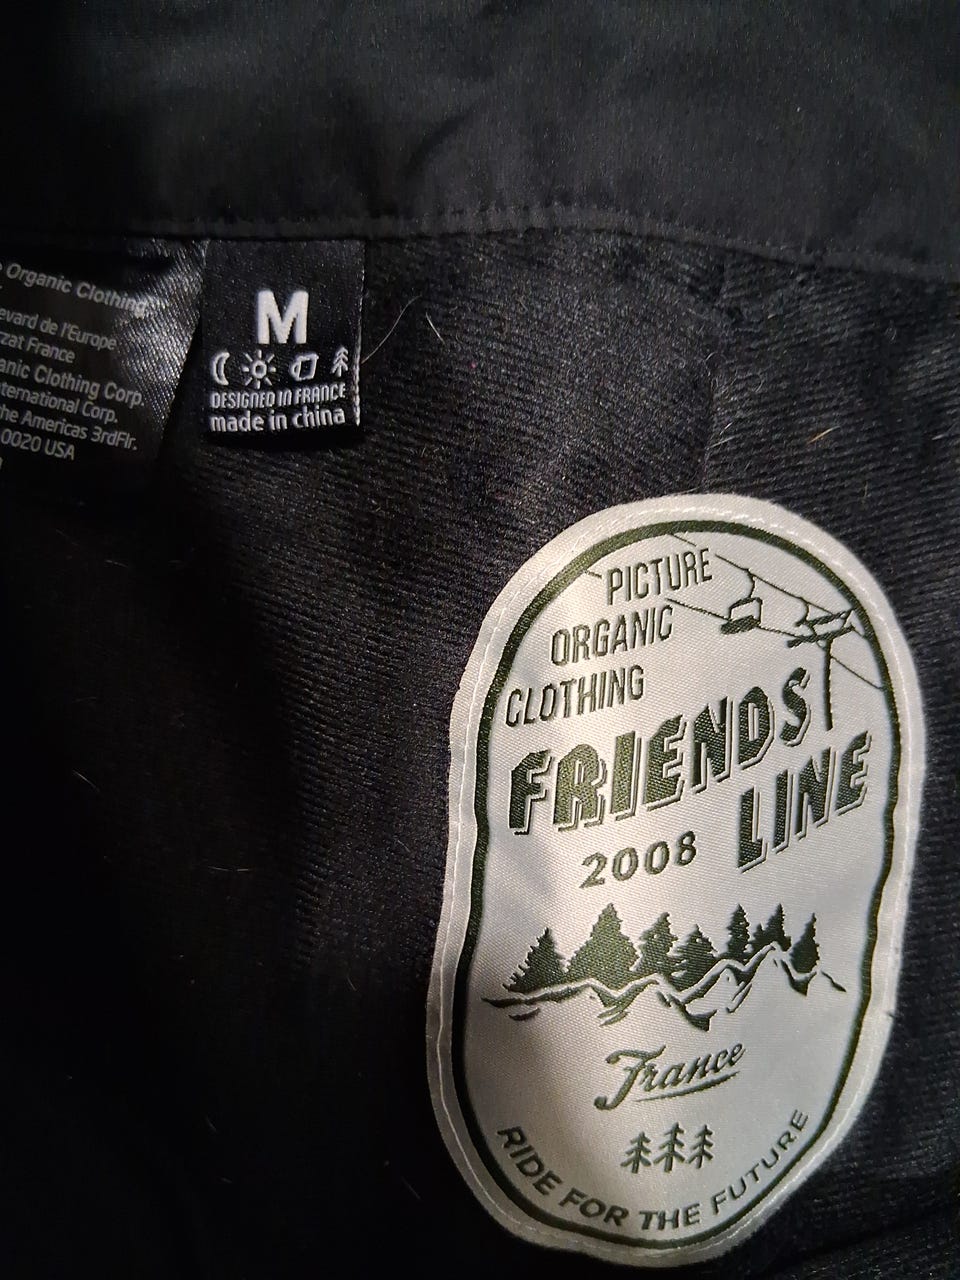 Organic Clothing
evard de l'Europe
zat France
anic Clothing Corp.
ternational Corp.
he Americas 3rdFlr.
0020 USA
M
DESIGNED IN FRANCE
made in china
PICTURE
ORGANIC
CLOTHING
FRIENDS
LINE
2008
France
RIDE FOR THE FUTURE